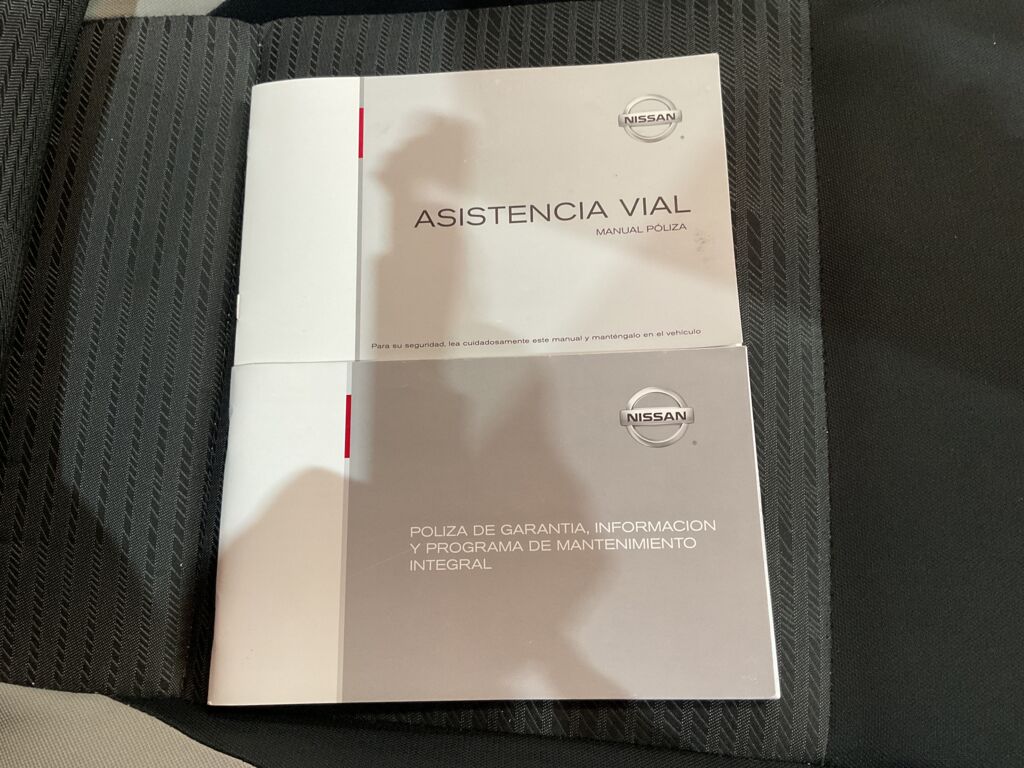 NISSAN
ASISTENCIA VIAL
MANUAL PÓLIZA
Para su seguridad, lea cuidadosamente este manual y manténgalo en el vehículo
NISSAN
POLIZA DE GARANTIA, INFORMACION
Y PROGRAMA DE MANTENIMIENTO
INTEGRAL